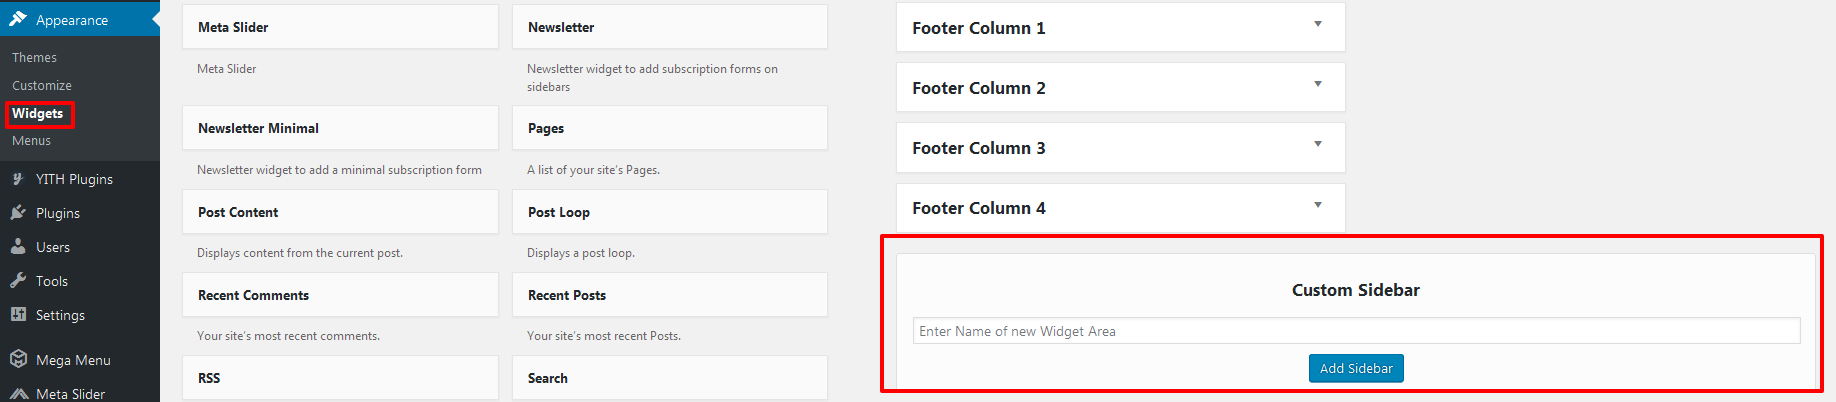 Appearance
Themes
Customize
Widgets
Menus
YITH Plugins
Plugins
Users
Tools
Settings
Mega Menu
Meta Slider
Meta Slider
Meta Slider
Newsletter
Newsletter widget to add subscription forms on
sidebars
Newsletter Minimal
Newsletter widget to add a minimal subscription form
Pages
A list of your site's Pages.
Post Content
Displays content from the current post.
Post Loop
Displays a post loop.
Recent Comments
Your site's most recent comments.
Recent Posts
Your site's most recent Posts.
RSS
Search
Footer Column 1
Footer Column 2
Footer Column 3
Footer Column 4
Custom Sidebar
Enter Name of new Widget Area
Add Sidebar